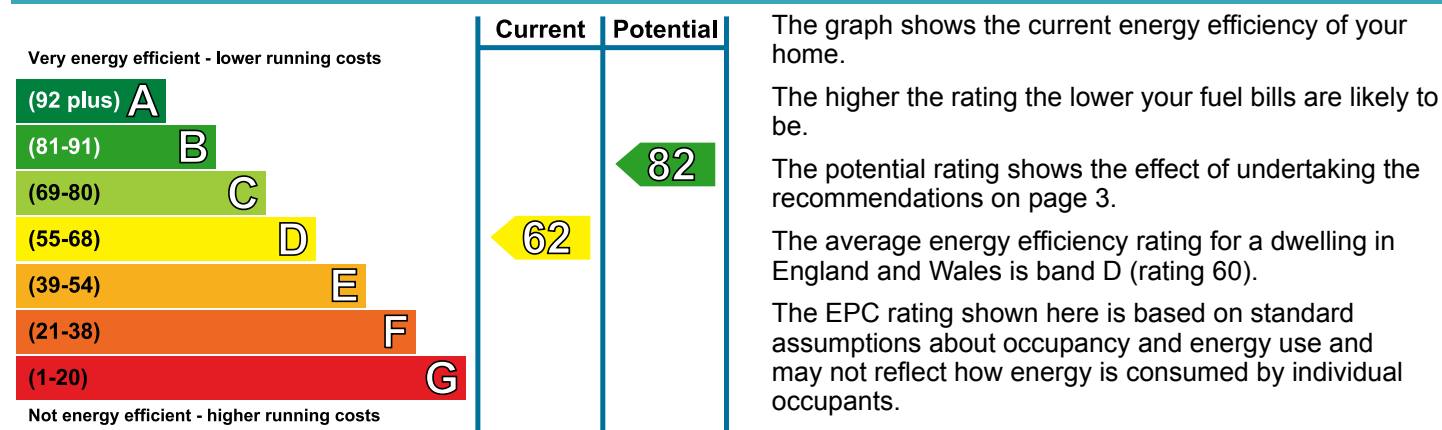 Current Potential
Very energy efficient - lower running costs
(92 plus) A
(81-91) B
82
(69-80) C
(55-68) D
62
(39-54) E
(21-38) F
(1-20) G
Not energy efficient - higher running costs
The graph shows the current energy efficiency of your
home.
The higher the rating the lower your fuel bills are likely to
be.
The potential rating shows the effect of undertaking the
recommendations on page 3.
The average energy efficiency rating for a dwelling in
England and Wales is band D (rating 60).
The EPC rating shown here is based on standard
assumptions about occupancy and energy use and
may not reflect how energy is consumed by individual
occupants.